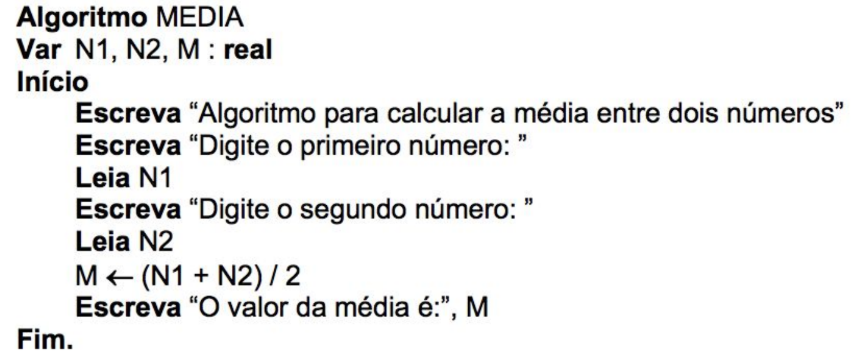 Algoritmo MEDIA
Var N1, N2, M : real
Início
Escreva “Algoritmo para calcular a média entre dois números”
Escreva “Digite o primeiro número: ”
Leia N1
Escreva “Digite o segundo número: ”
Leia N2
M ← (N1 + N2) / 2
Escreva “O valor da média é:”, M
Fim.